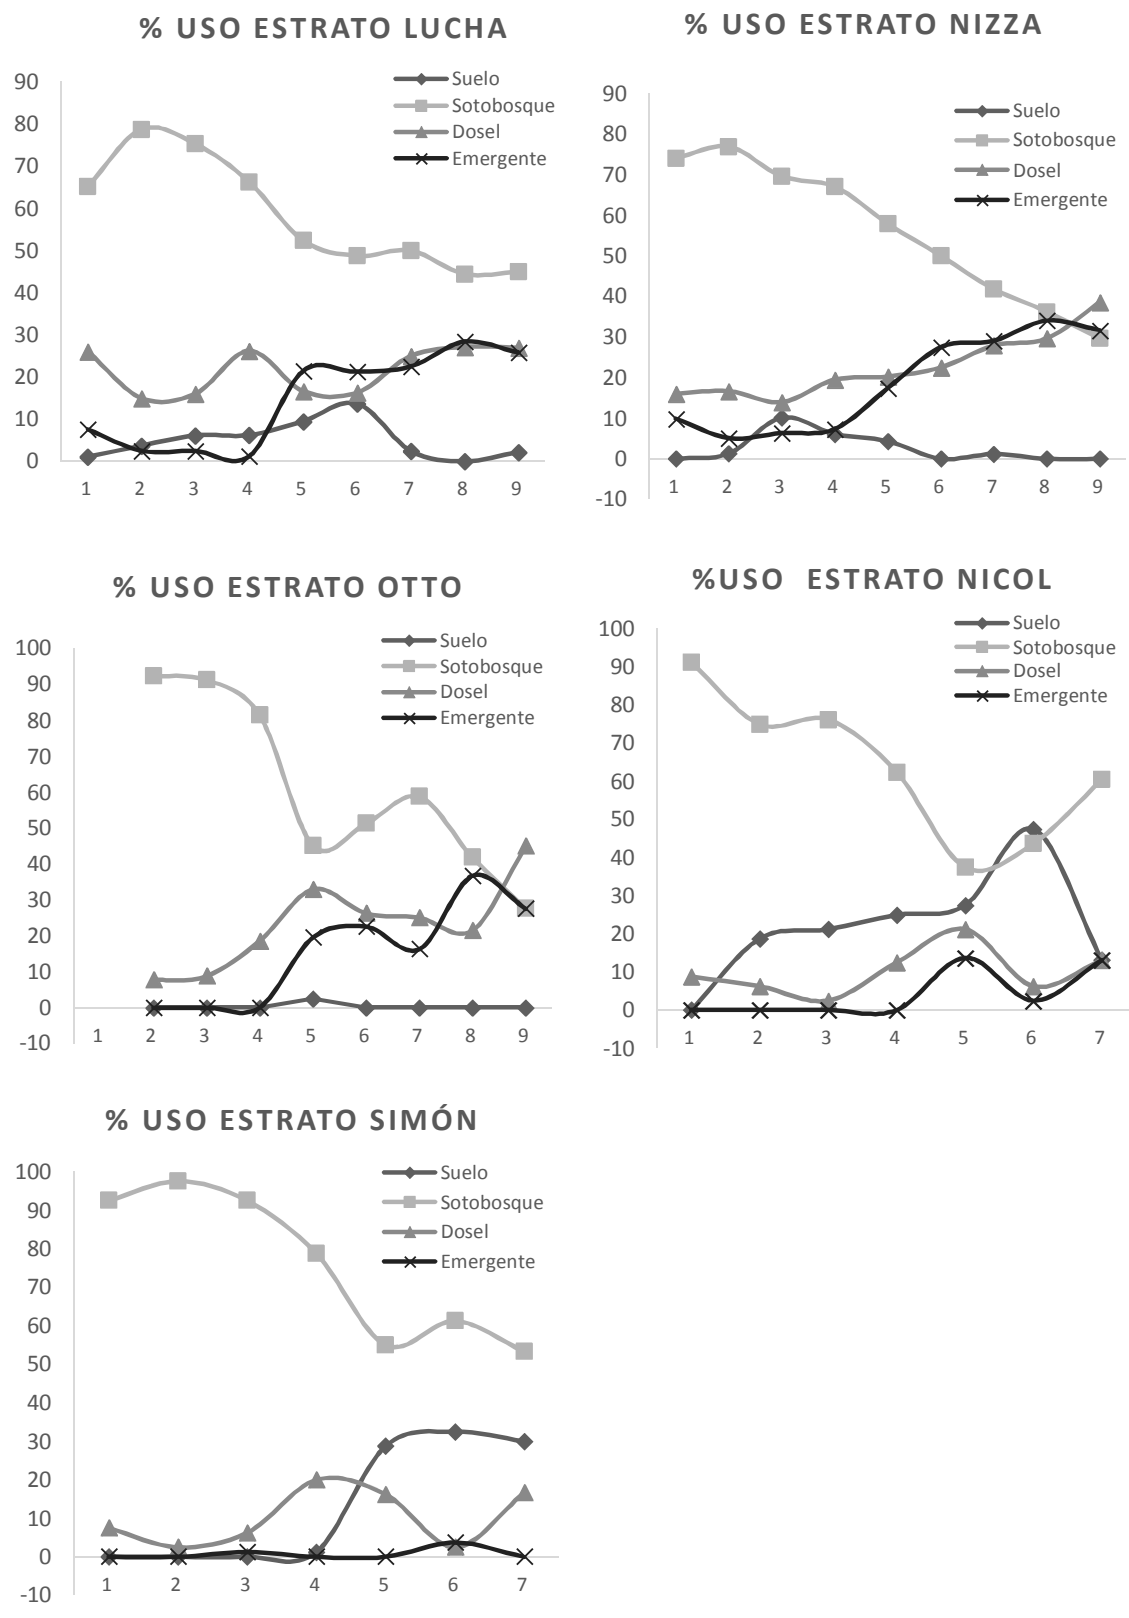 % USO ESTRATO LUCHA
Suelo
Sotobosque
Dosel
Emergente
90
80
70
60
50
40
30
20
10
0
1 2 3 4 5 6 7 8 9
% USO ESTRATO NIZZA
Suelo
Sotobosque
Dosel
Emergente
90
80
70
60
50
40
30
20
10
0
-10
1 2 3 4 5 6 7 8 9
% USO ESTRATO OTTO
Suelo
Sotobosque
Dosel
Emergente
100
90
80
70
60
50
40
30
20
10
0
-10
1 2 3 4 5 6 7 8 9
%USO ESTRATO NICOL
Suelo
Sotobosque
Dosel
Emergente
100
90
80
70
60
50
40
30
20
10
0
-10
1 2 3 4 5 6 7
% USO ESTRATO SIMÓN
Suelo
Sotobosque
Dosel
Emergente
100
90
80
70
60
50
40
30
20
10
0
-10
1 2 3 4 5 6 7